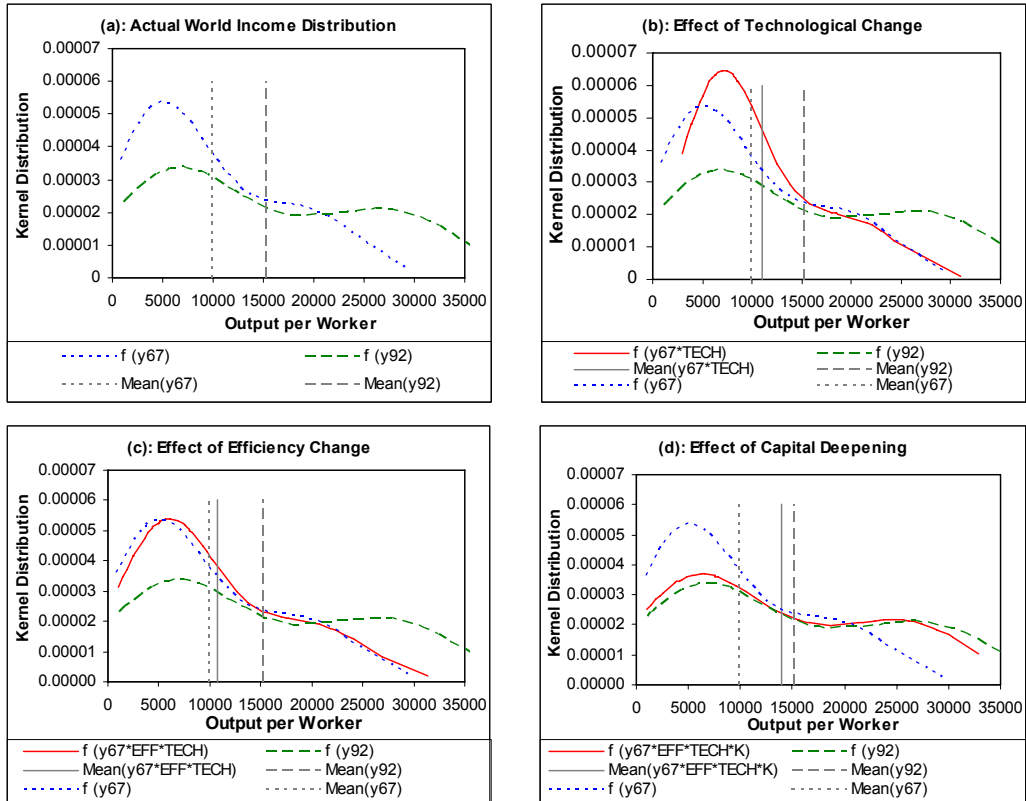 (a): Actual World Income Distribution
Kernel Distribution
0.00007
0.00006
0.00005
0.00004
0.00003
0.00002
0.00001
0
0 5000 10000 15000 20000 25000 30000 35000
Output per Worker
f (y67) f (y92)
Mean(y67) Mean(y92)
(b): Effect of Technological Change
Kernel Distribution
0.00007
0.00006
0.00005
0.00004
0.00003
0.00002
0.00001
0
0 5000 10000 15000 20000 25000 30000 35000
Output per Worker
f (y67*TECH) f (y92)
Mean(y67*TECH) Mean(y92)
f (y67) Mean(y67)
(c): Effect of Efficiency Change
Kernel Distribution
0.00007
0.00006
0.00005
0.00004
0.00003
0.00002
0.00001
0.00000
0 5000 10000 15000 20000 25000 30000 35000
Output per Worker
f (y67*EFF*TECH) f (y92)
Mean(y67*EFF*TECH) Mean(y92)
f (y67) Mean(y67)
(d): Effect of Capital Deepening
Kernel Distribution
0.00007
0.00006
0.00005
0.00004
0.00003
0.00002
0.00001
0.00000
0 5000 10000 15000 20000 25000 30000 35000
Output per Worker
f (y67*EFF*TECH*K) f (y92)
Mean(y67*EFF*TECH*K) Mean(y92)
f (y67) Mean(y67)